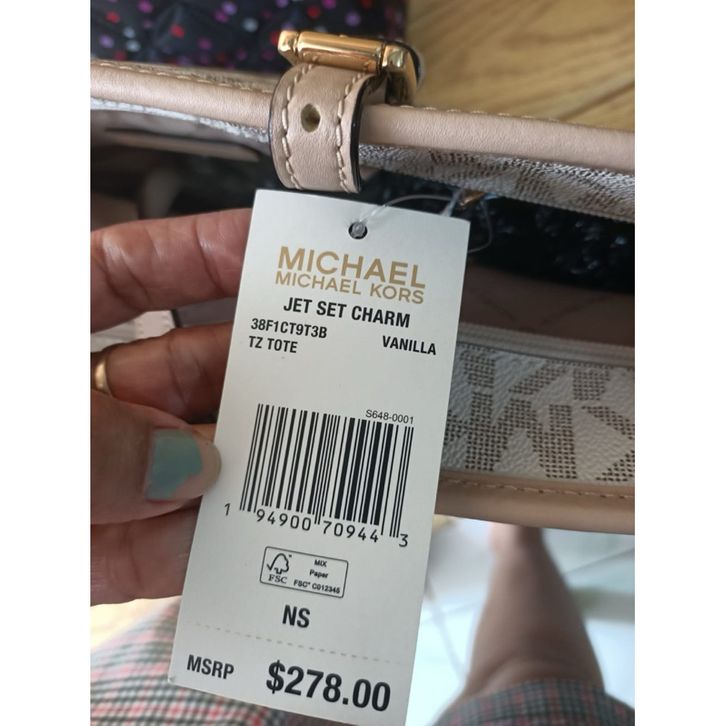 MICHAEL
MICHAEL KORS
JET SET CHARM
38F1CT9T3B
TZ TOTE VANILLA
S648-0001
1 94900 70944 3
FSC
MIX
Paper
FSC® C012345
NS
MSRP $278.00